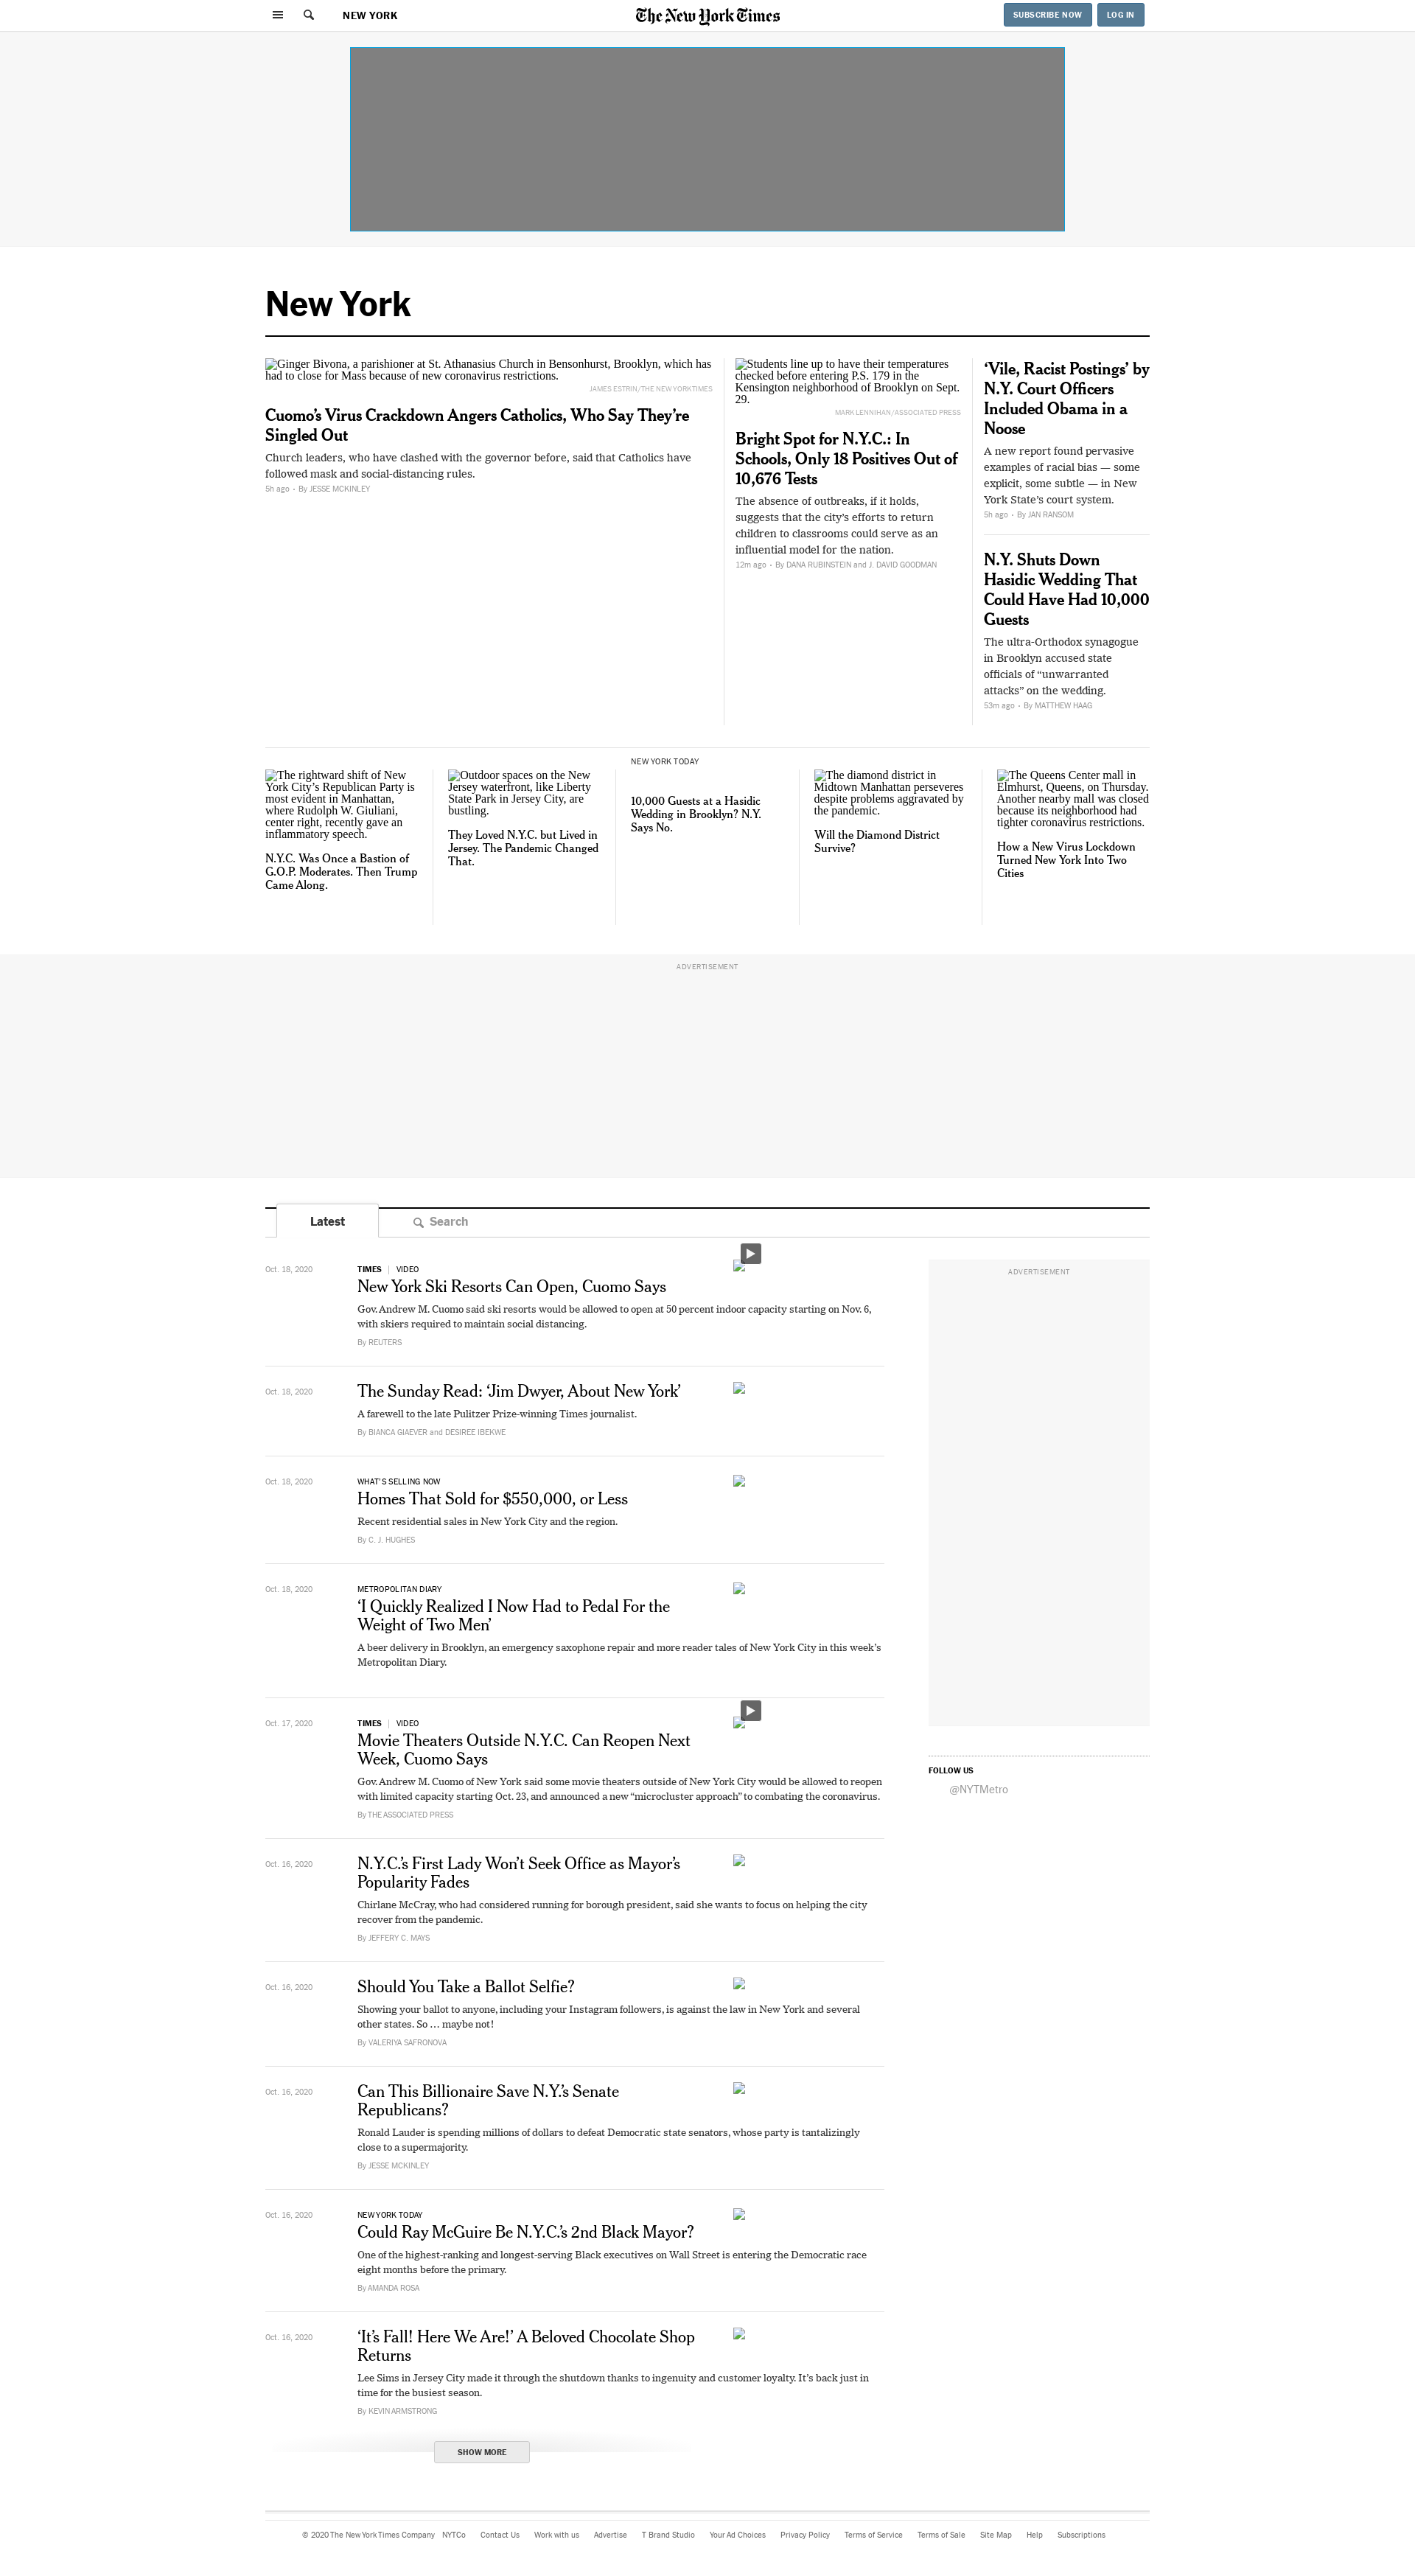 NEW YORK
The New York Times
SUBSCRIBE NOW
LOG IN
New York
Ginger Bivona, a parishioner at St. Athanasius Church in Bensonhurst, Brooklyn, which has
had to close for Mass because of new coronavirus restrictions.
JAMES ESTRIN/THE NEW YORK TIMES
Cuomo’s Virus Crackdown Angers Catholics, Who Say They’re
Singled Out
Church leaders, who have clashed with the governor before, said that Catholics have
followed mask and social-distancing rules.
5h ago • By JESSE MCKINLEY
Students line up to have their temperatures
checked before entering P.S. 179 in the
Kensington neighborhood of Brooklyn on Sept.
29.
MARK LENNIHAN/ASSOCIATED PRESS
Bright Spot for N.Y.C.: In
Schools, Only 18 Positives Out of
10,676 Tests
The absence of outbreaks, if it holds,
suggests that the city’s efforts to return
children to classrooms could serve as an
influential model for the nation.
12m ago • By DANA RUBINSTEIN and J. DAVID GOODMAN
‘Vile, Racist Postings’ by
N.Y. Court Officers
Included Obama in a
Noose
A new report found pervasive
examples of racial bias — some
explicit, some subtle — in New
York State’s court system.
5h ago • By JAN RANSOM
N.Y. Shuts Down
Hasidic Wedding That
Could Have Had 10,000
Guests
The ultra-Orthodox synagogue
in Brooklyn accused state
officials of “unwarranted
attacks” on the wedding.
53m ago • By MATTHEW HAAG
The rightward shift of New
York City’s Republican Party is
most evident in Manhattan,
where Rudolph W. Giuliani,
center right, recently gave an
inflammatory speech.
N.Y.C. Was Once a Bastion of
G.O.P. Moderates. Then Trump
Came Along.
Outdoor spaces on the New
Jersey waterfront, like Liberty
State Park in Jersey City, are
bustling.
They Loved N.Y.C. but Lived in
Jersey. The Pandemic Changed
That.
NEW YORK TODAY
10,000 Guests at a Hasidic
Wedding in Brooklyn? N.Y.
Says No.
The diamond district in
Midtown Manhattan perseveres
despite problems aggravated by
the pandemic.
Will the Diamond District
Survive?
The Queens Center mall in
Elmhurst, Queens, on Thursday.
Another nearby mall was closed
because its neighborhood had
tighter coronavirus restrictions.
How a New Virus Lockdown
Turned New York Into Two
Cities
ADVERTISEMENT
Latest
Search
Oct. 18, 2020
TIMES | VIDEO
New York Ski Resorts Can Open, Cuomo Says
Gov. Andrew M. Cuomo said ski resorts would be allowed to open at 50 percent indoor capacity starting on Nov. 6,
with skiers required to maintain social distancing.
By REUTERS
Oct. 18, 2020
The Sunday Read: ‘Jim Dwyer, About New York’
A farewell to the late Pulitzer Prize-winning Times journalist.
By BIANCA GIAEVER and DESIREE IBEKWE
Oct. 18, 2020
WHAT’S SELLING NOW
Homes That Sold for $550,000, or Less
Recent residential sales in New York City and the region.
By C. J. HUGHES
Oct. 18, 2020
METROPOLITAN DIARY
‘I Quickly Realized I Now Had to Pedal For the
Weight of Two Men’
A beer delivery in Brooklyn, an emergency saxophone repair and more reader tales of New York City in this week’s
Metropolitan Diary.
Oct. 17, 2020
TIMES | VIDEO
Movie Theaters Outside N.Y.C. Can Reopen Next
Week, Cuomo Says
Gov. Andrew M. Cuomo of New York said some movie theaters outside of New York City would be allowed to reopen
with limited capacity starting Oct. 23, and announced a new “microcluster approach” to combating the coronavirus.
By THE ASSOCIATED PRESS
Oct. 16, 2020
N.Y.C.’s First Lady Won’t Seek Office as Mayor’s
Popularity Fades
Chirlane McCray, who had considered running for borough president, said she wants to focus on helping the city
recover from the pandemic.
By JEFFERY C. MAYS
Oct. 16, 2020
Should You Take a Ballot Selfie?
Showing your ballot to anyone, including your Instagram followers, is against the law in New York and several
other states. So … maybe not!
By VALERIYA SAFRONOVA
Oct. 16, 2020
Can This Billionaire Save N.Y.’s Senate
Republicans?
Ronald Lauder is spending millions of dollars to defeat Democratic state senators, whose party is tantalizingly
close to a supermajority.
By JESSE MCKINLEY
Oct. 16, 2020
NEW YORK TODAY
Could Ray McGuire Be N.Y.C.’s 2nd Black Mayor?
One of the highest-ranking and longest-serving Black executives on Wall Street is entering the Democratic race
eight months before the primary.
By AMANDA ROSA
Oct. 16, 2020
‘It’s Fall! Here We Are!’ A Beloved Chocolate Shop
Returns
Lee Sims in Jersey City made it through the shutdown thanks to ingenuity and customer loyalty. It’s back just in
time for the busiest season.
By KEVIN ARMSTRONG
SHOW MORE
ADVERTISEMENT
FOLLOW US
@NYTMetro
© 2020 The New York Times Company NYTCo Contact Us Work with us Advertise T Brand Studio Your Ad Choices Privacy Policy Terms of Service Terms of Sale Site Map Help Subscriptions